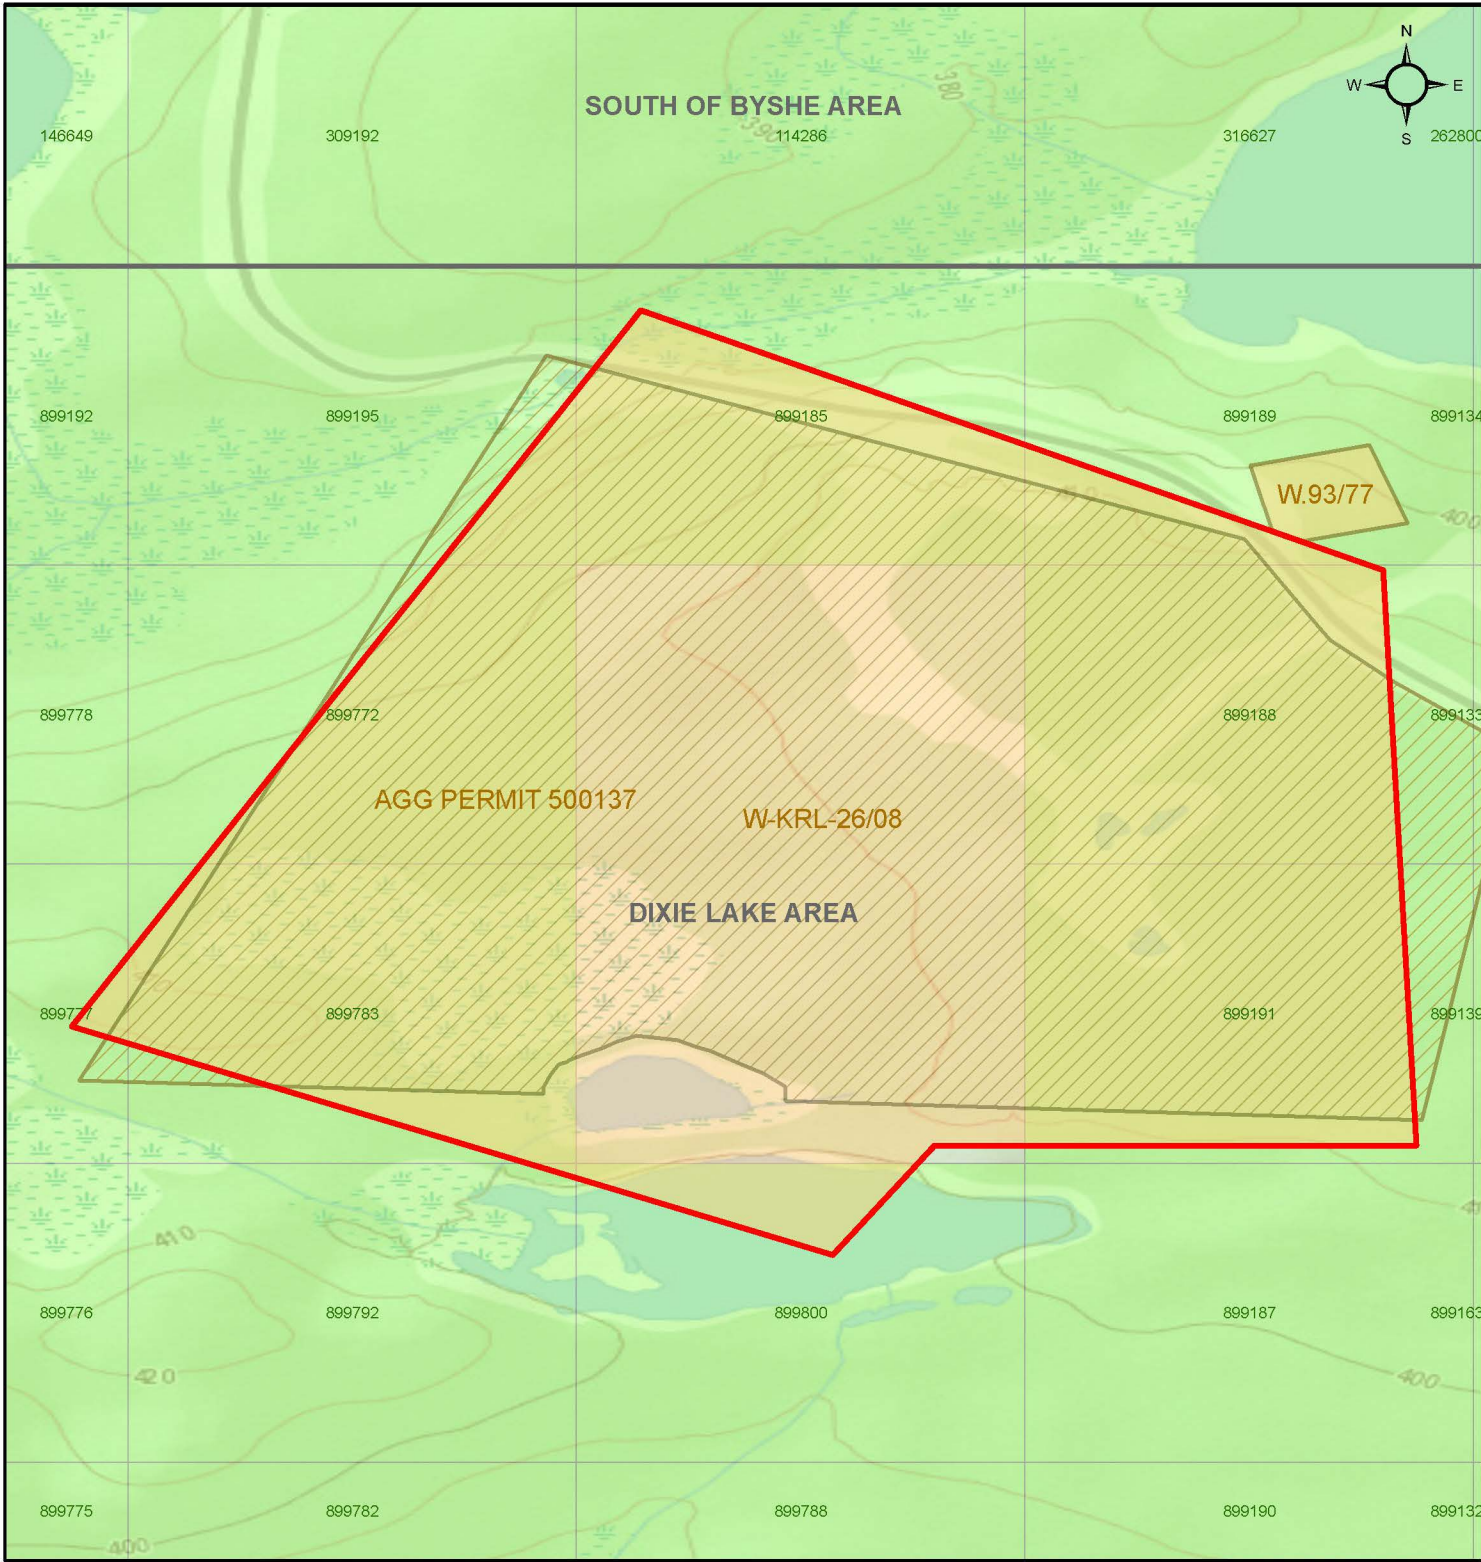 N
W E
S
SOUTH OF BYSHE AREA
380
390
146649 309192 114286 316627 262800
899192 899195 899185 899189 899134
W.93/77
400
899778 899772 899188 899133
AGG PERMIT 500137
W-KRL-26/08
DIXIE LAKE AREA
899777 899783 899191 899139
410
899776 899792 899800 899187 899163
420
400
899775 899782 899788 899190 899132
400